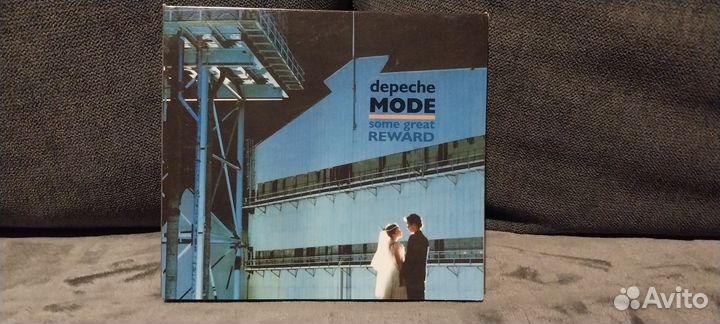 depeche
MODE
some great
REWARD
Avito